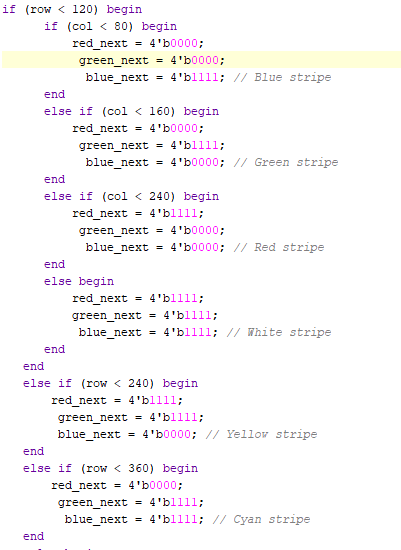 if (row < 120) begin
if (col < 80) begin
red_next = 4'b0000;
green_next = 4'b0000;
blue_next = 4'b1111; // Blue stripe
end
else if (col < 160) begin
red_next = 4'b0000;
green_next = 4'b1111;
blue_next = 4'b0000; // Green stripe
end
else if (col < 240) begin
red_next = 4'b1111;
green_next = 4'b0000;
blue_next = 4'b0000; // Red stripe
end
else begin
red_next = 4'b1111;
green_next = 4'b1111;
blue_next = 4'b1111; // White stripe
end
end
else if (row < 240) begin
red_next = 4'b1111;
green_next = 4'b1111;
blue_next = 4'b0000; // Yellow stripe
end
else if (row < 360) begin
red_next = 4'b0000;
green_next = 4'b1111;
blue_next = 4'b1111; // Cyan stripe
end